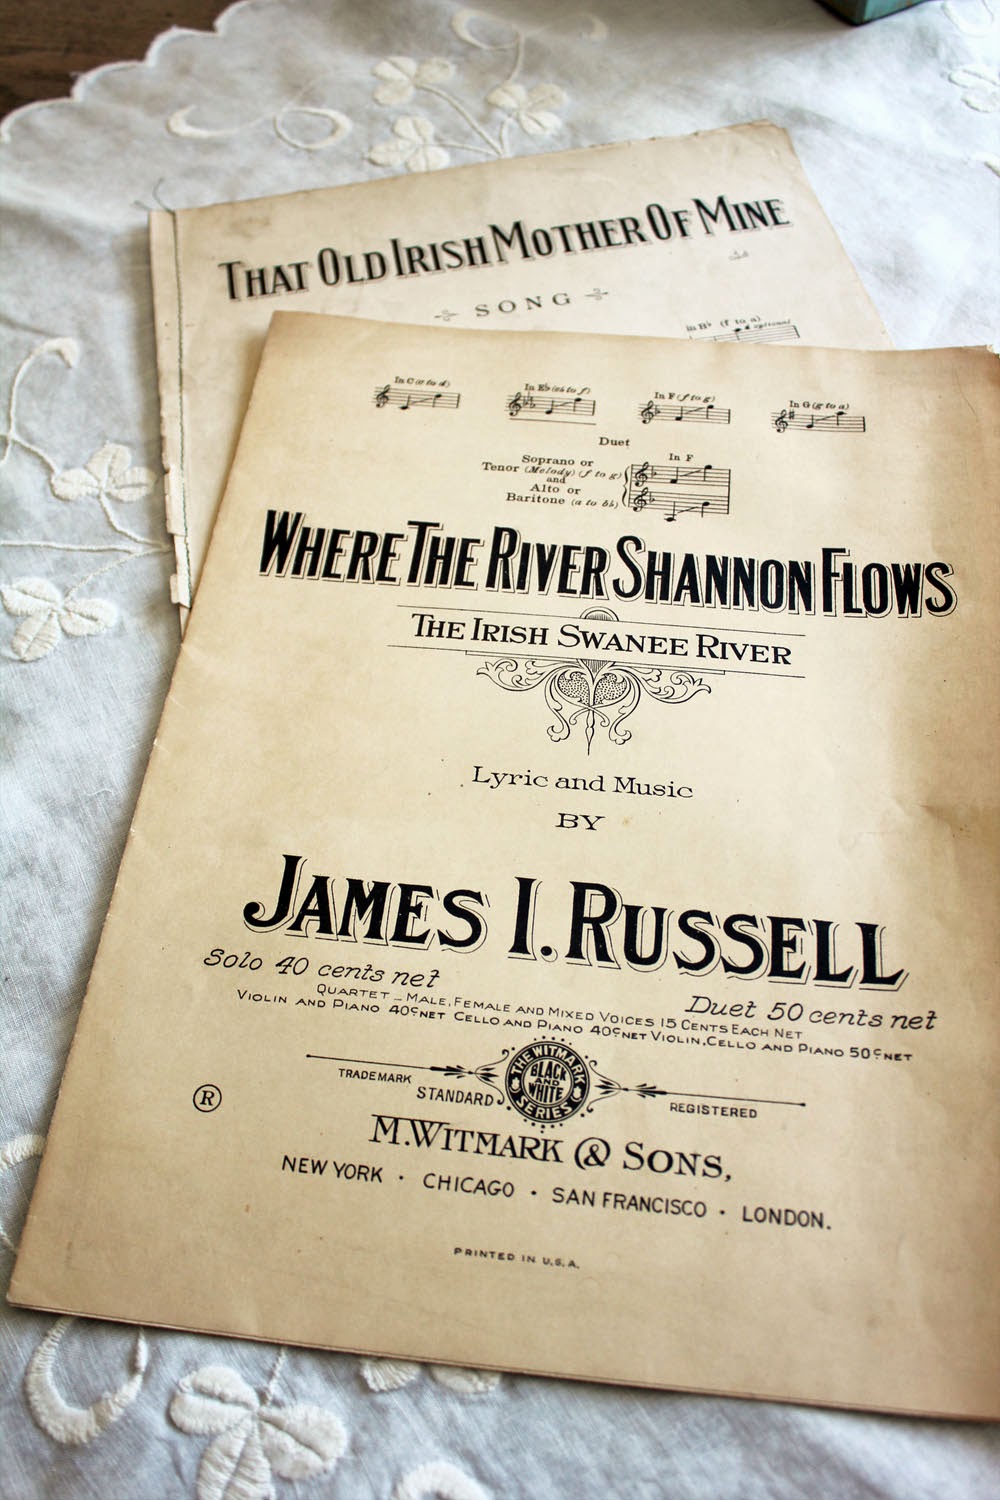 THAT OLD IRISH MOTHER OF MINE
SONG
in B♭ (f to a)
optional
In C (c to d)
In E♭ (eb to f)
In F (f to g)
In G (g to a)
Duet
Soprano or
Tenor (Melody) (f to g)
and
Alto or
Baritone (a to bb)
In F
WHERE THE RIVER SHANNON FLOWS
THE IRISH SWANEE RIVER
Lyric and Music
BY
JAMES I. RUSSELL
Solo 40 cents net
Duet 50 cents net
QUARTET - MALE, FEMALE AND MIXED VOICES 15 CENTS EACH NET
VIOLIN AND PIANO 40¢ NET CELLO AND PIANO 40¢ NET VIOLIN, CELLO AND PIANO 50¢ NET
THE WITMARK
BLACK
AND
WHITE
SERIES
TRADEMARK
STANDARD
REGISTERED
®
M. WITMARK & SONS,
NEW YORK · CHICAGO · SAN FRANCISCO · LONDON.
PRINTED IN U.S.A.